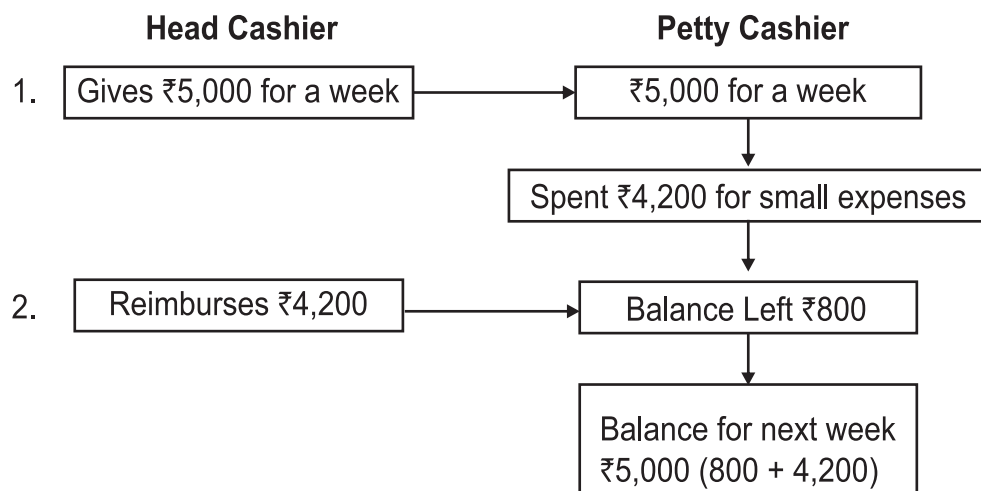 Head Cashier Petty Cashier
1. Gives ₹5,000 for a week ₹5,000 for a week
Spent ₹4,200 for small expenses
2. Reimburses ₹4,200 Balance Left ₹800
Balance for next week
₹5,000 (800 + 4,200)